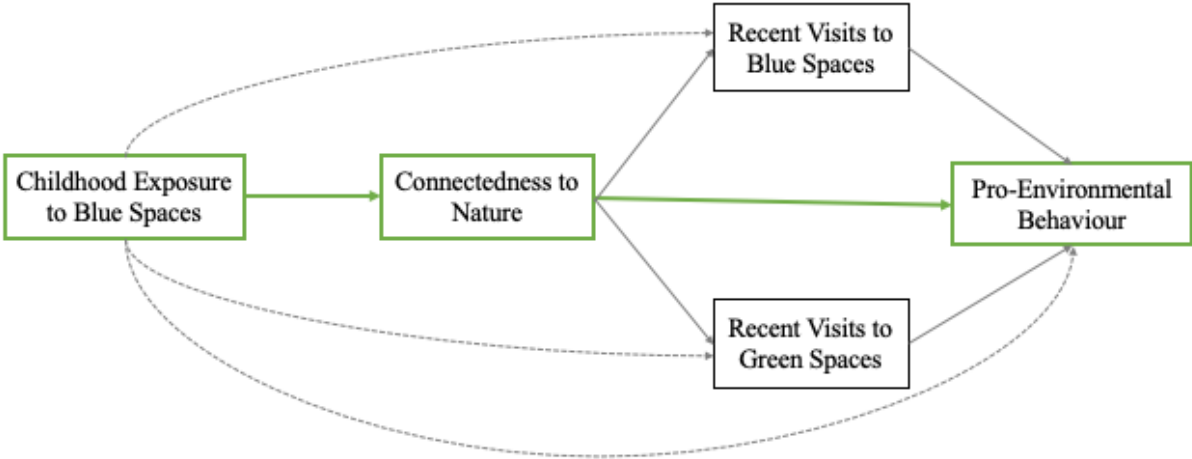 Recent Visits to
Blue Spaces
Childhood Exposure
to Blue Spaces
Connectedness to
Nature
Pro-Environmental
Behaviour
Recent Visits to
Green Spaces